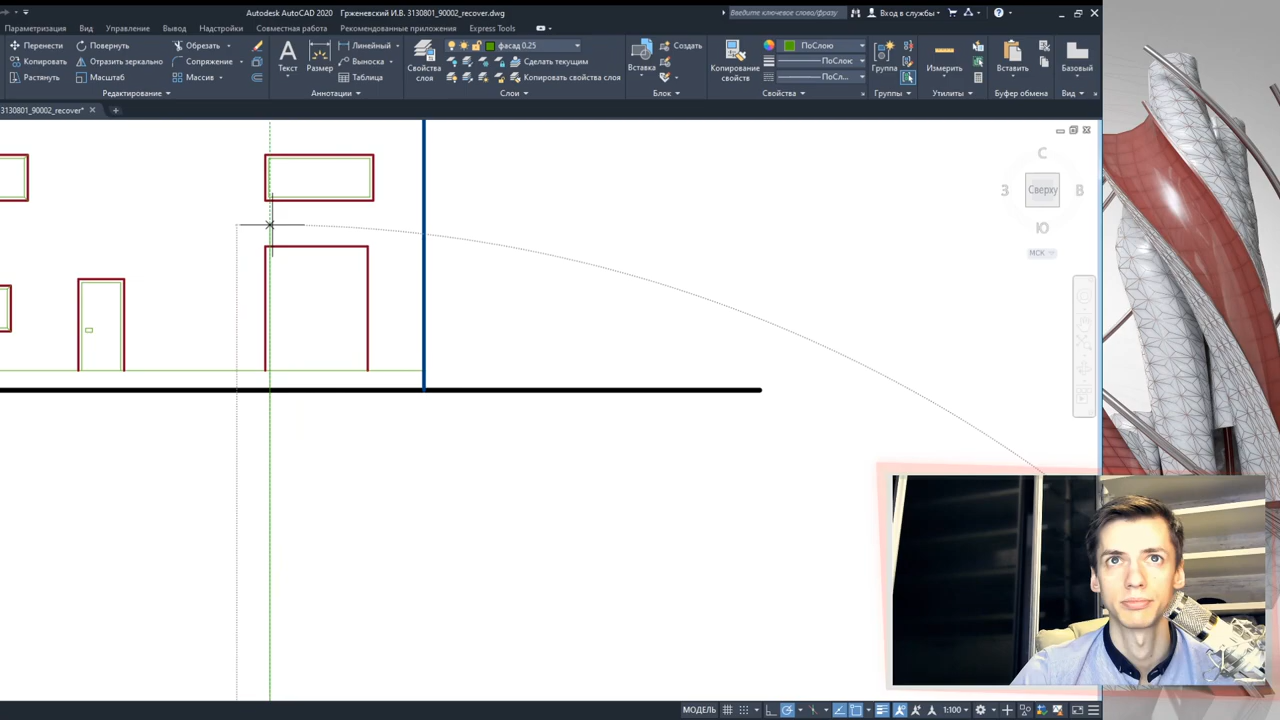 Autodesk AutoCAD 2020 Грженевский И.В. 3130801_90002_recover.dwg
Введите ключевое слово/фразу
Вход в службы
Параметризация Вид Управление Вывод Надстройки Совместная работа Рекомендованные приложения Express Tools
Перенести Повернуть Обрезать
Копировать Отразить зеркально Сопряжение
Растянуть Масштаб Массив
Редактирование
Текст Размер
Линейный
Выноска
Таблица
Аннотации
Свойства слоя
фасад 0.25
Сделать текущим
Копировать свойства слоя
Слои
Вставка
Создать
Блок
Копирование свойств
ПоСлою
ПоСлою
ПоСл...
Свойства
Группа
Группы
Измерить
Утилиты
Вставить
Буфер обмена
Базовый
Вид
3130801_90002_recover*
С
З Сверху В
Ю
МСК
МОДЕЛЬ
1:100